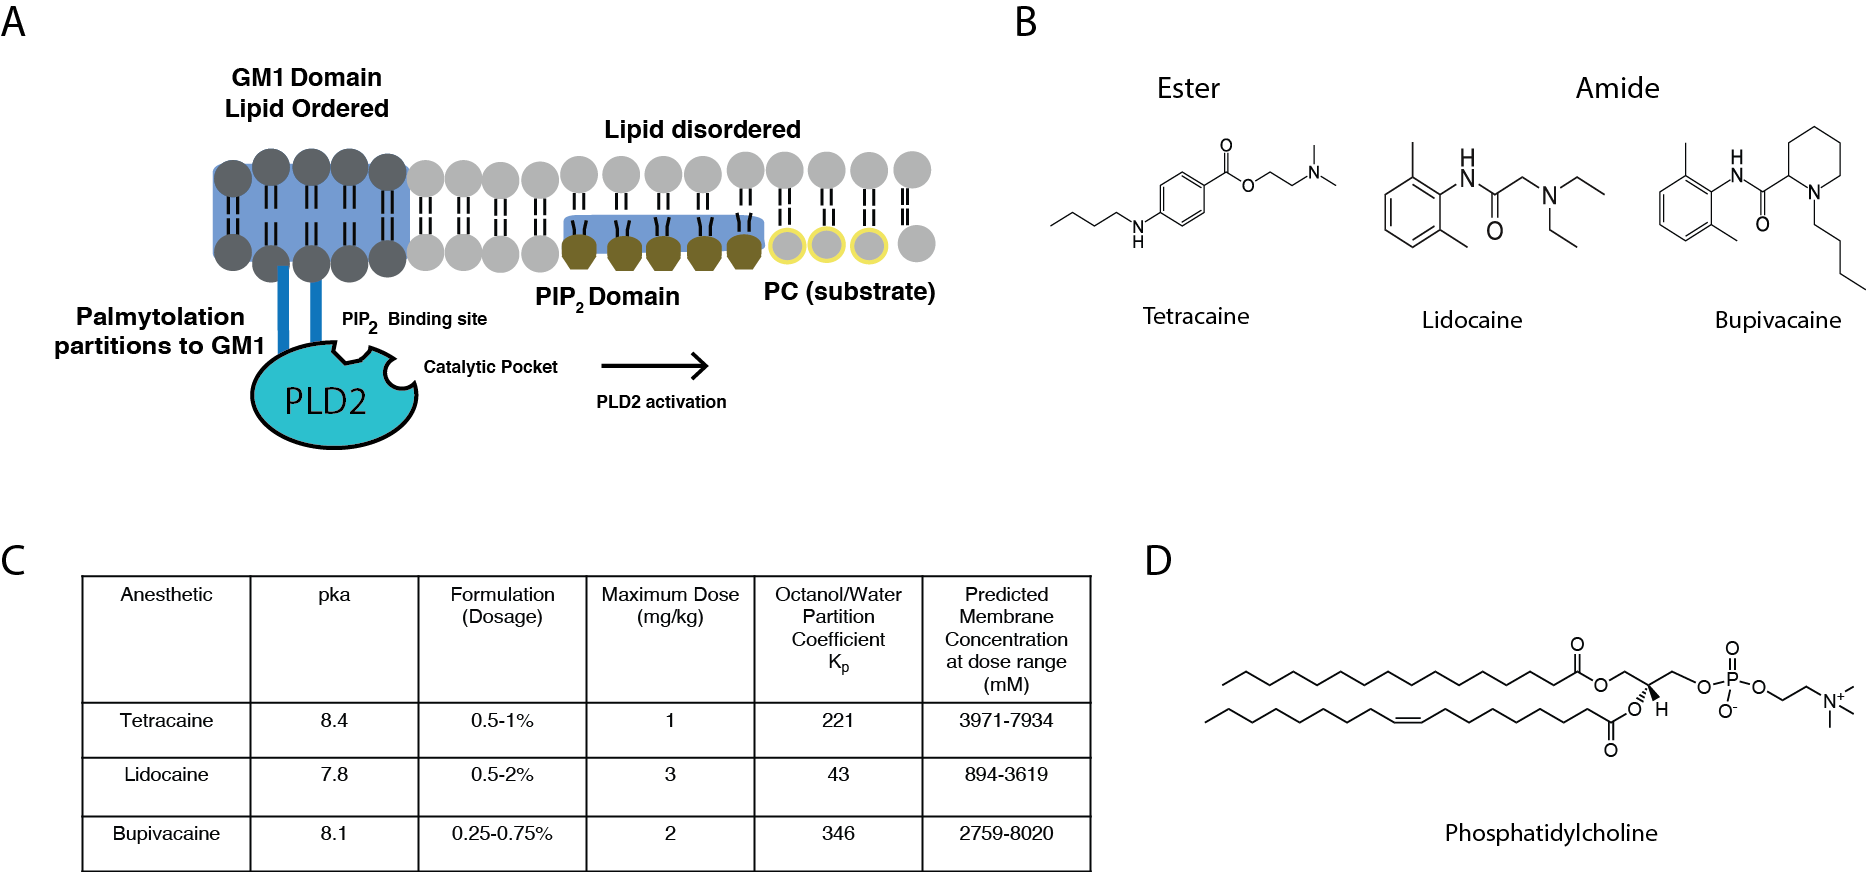 A
GM1 Domain
Lipid Ordered
Lipid disordered
PIP2 Domain
PC (substrate)
Palmytolation
partitions to GM1
PIP2 Binding site
Catalytic Pocket
PLD2
PLD2 activation
B
Ester
Amide
O
O
N
N
H
Tetracaine
H
N
O
N
Lidocaine
H
N
O
N
Bupivacaine
C
Anesthetic
pka
Formulation
(Dosage)
Maximum Dose
(mg/kg)
Octanol/Water
Partition
Coefficient
Kp
Predicted
Membrane
Concentration
at dose range
(mM)
Tetracaine 8.4 0.5-1% 1 221 3971-7934
Lidocaine 7.8 0.5-2% 3 43 894-3619
Bupivacaine 8.1 0.25-0.75% 2 346 2759-8020
D
O
O
O
O
H
O
O
P
O-
O
N+
Phosphatidylcholine